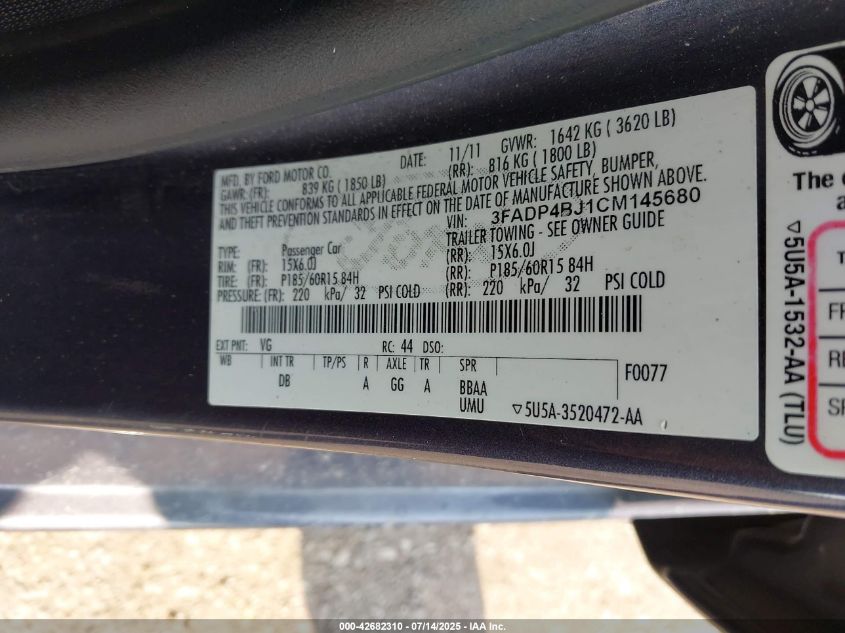 MFD. BY FORD MOTOR CO. DATE: 11/11 GVWR: 1642 KG ( 3620 LB)
GAWR: (FR): 839 KG ( 1850 LB) (RR): 816 KG ( 1800 LB)
THIS VEHICLE CONFORMS TO ALL APPLICABLE FEDERAL MOTOR VEHICLE SAFETY, BUMPER,
AND THEFT PREVENTION STANDARDS IN EFFECT ON THE DATE OF MANUFACTURE SHOWN ABOVE.
VIN: 3FADP4BJ1CM145680
TRAILER TOWING - SEE OWNER GUIDE
TYPE: Passenger Car
RIM: (FR): 15X6.0J (RR): 15X6.0J
TIRE: (FR): P185/60R15 84H (RR): P185/60R15 84H
PRESSURE: (FR): 220 kPa/ 32 PSI COLD (RR): 220 kPa/ 32 PSI COLD
EXT PNT: VG RC: 44 DSO:
WB INT TR TP/PS R AXLE TR SPR F0077
DB A GG A BBAA
UMU ▽5U5A-3520472-AA
The
▽5U5A-1532-AA (TLU)
FR
RE
SP
000-42682310 - 07/14/2025 - IAAI.COM